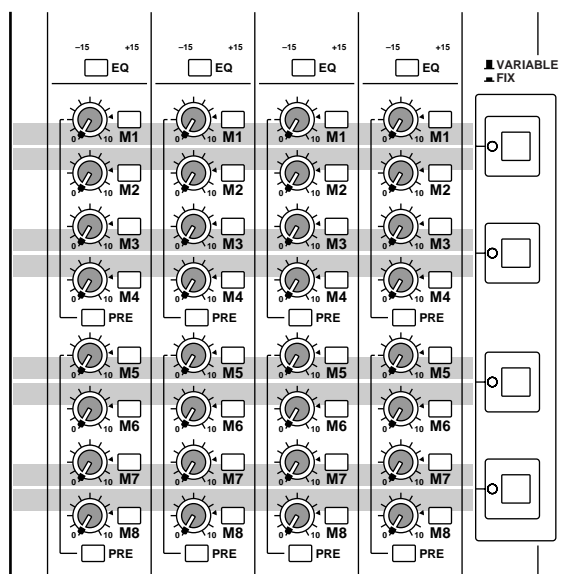 –15 +15 –15 +15 –15 +15 –15 +15
EQ EQ EQ EQ
VARIABLE
FIX
0 10 M1 0 10 M1 0 10 M1 0 10 M1
0 10 M2 0 10 M2 0 10 M2 0 10 M2
0 10 M3 0 10 M3 0 10 M3 0 10 M3
0 10 M4 0 10 M4 0 10 M4 0 10 M4
PRE PRE PRE PRE
0 10 M5 0 10 M5 0 10 M5 0 10 M5
0 10 M6 0 10 M6 0 10 M6 0 10 M6
0 10 M7 0 10 M7 0 10 M7 0 10 M7
0 10 M8 0 10 M8 0 10 M8 0 10 M8
PRE PRE PRE PRE